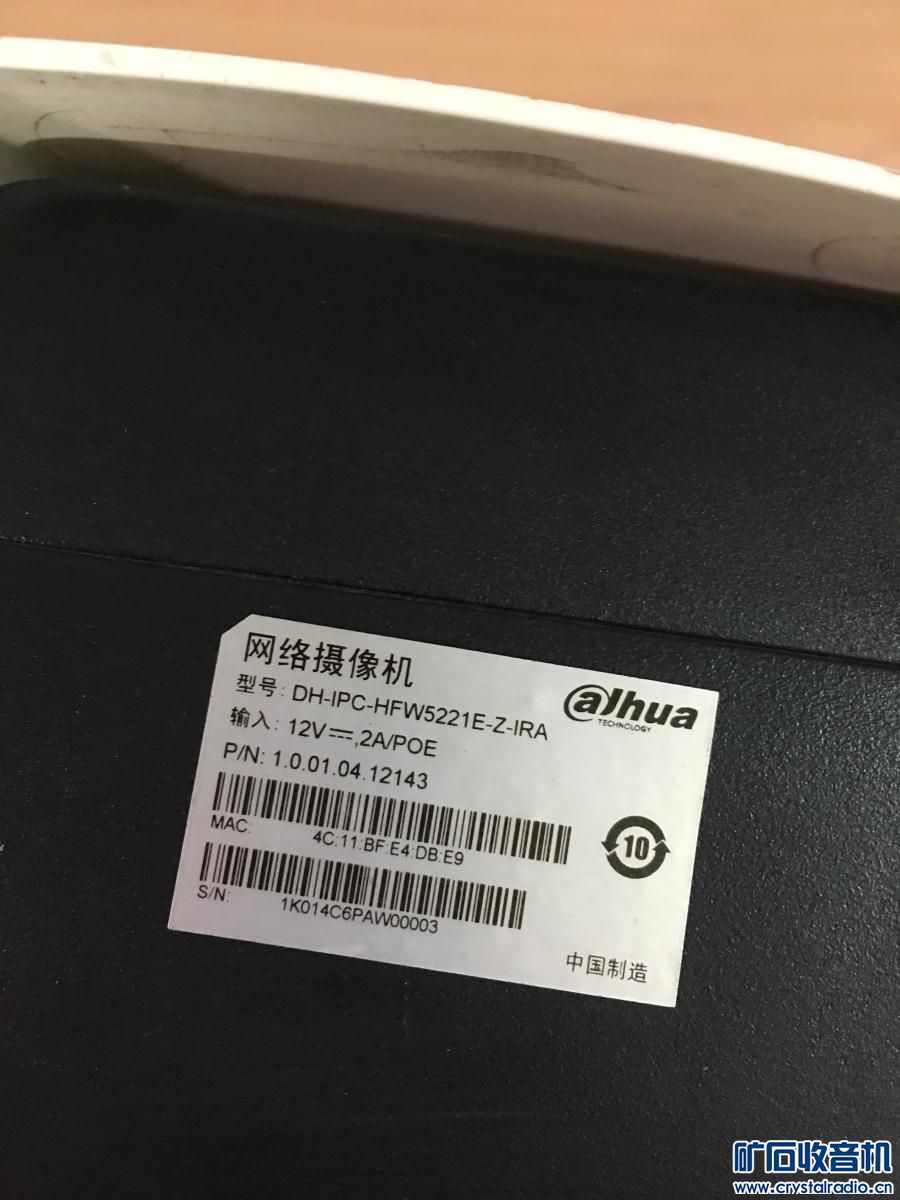 网络摄像机
alhua
TECHNOLOGY
型号: DH-IPC-HFW5221E-Z-IRA
输入: 12V⎓,2A/POE
P/N: 1.0.01.04.12143
MAC:
4C:11:BF:E4:DB:E9
10
S/N:
1K014C6PAW00003
中国制造
矿石收音机
www.crystalradio.cn